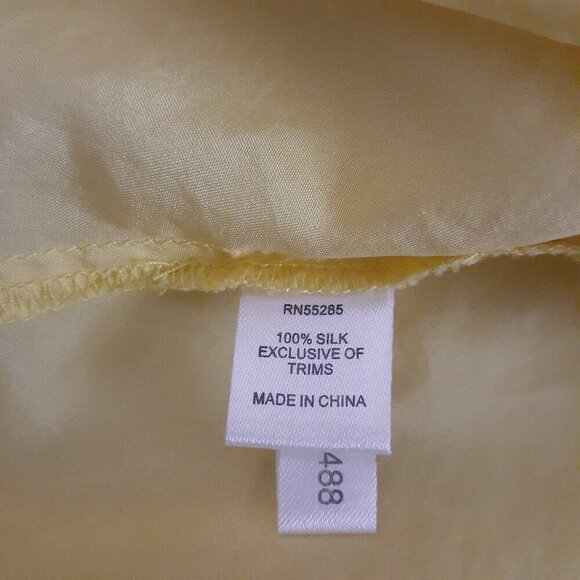 RN55285
100% SILK
EXCLUSIVE OF
TRIMS
MADE IN CHINA
488